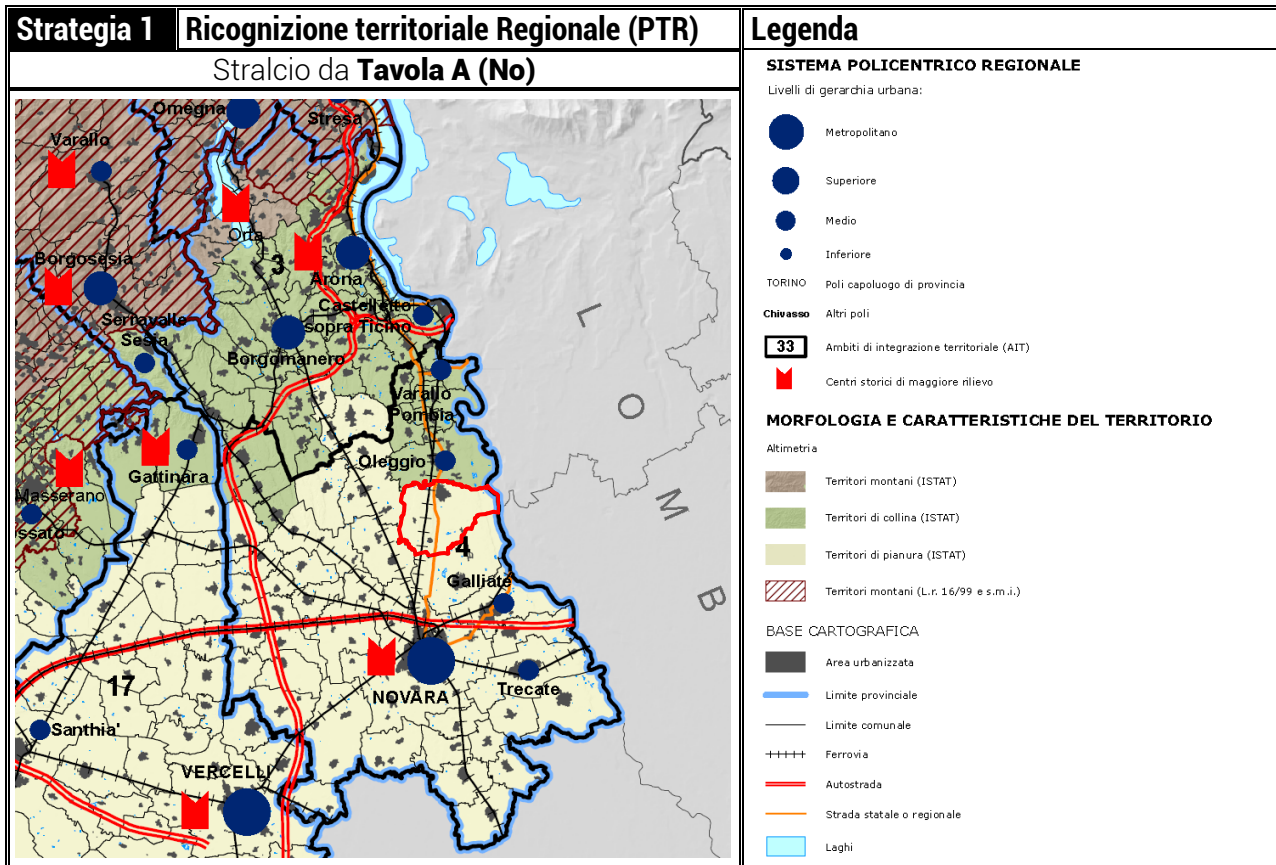 Strategia 1
Ricognizione territoriale Regionale (PTR)
Stralcio da Tavola A (No)
Omegna
Stresa
Varallo
Orta
3
Borgosesia
Arona
Serravalle
Sesia
Castelletto
sopra Ticino
Borgomanero
Varallo
Pombia
Gattinara
Oleggio
Masserano
ossato
4
Galliate
17
NOVARA
Trecate
Santhia'
VERCELLI
L
O
M
B
Legenda
SISTEMA POLICENTRICO REGIONALE
Livelli di gerarchia urbana:
Metropolitano
Superiore
Medio
Inferiore
TORINO Poli capoluogo di provincia
Chivasso Altri poli
33 Ambiti di integrazione territoriale (AIT)
Centri storici di maggiore rilievo
MORFOLOGIA E CARATTERISTICHE DEL TERRITORIO
Altimetria
Territori montani (ISTAT)
Territori di collina (ISTAT)
Territori di pianura (ISTAT)
Territori montani (L.r. 16/99 e s.m.i.)
BASE CARTOGRAFICA
Area urbanizzata
Limite provinciale
Limite comunale
Ferrovia
Autostrada
Strada statale o regionale
Laghi